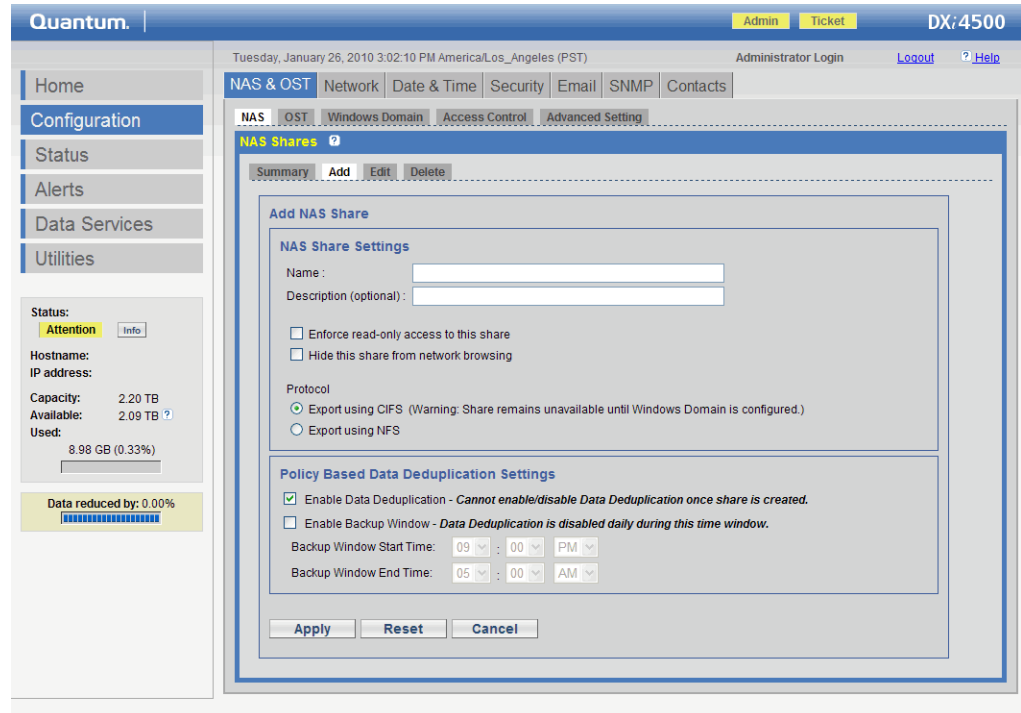 Quantum.
Admin Ticket DXi4500
Tuesday, January 26, 2010 3:02:10 PM America/Los_Angeles (PST) Administrator Login Logout ? Help
Home
Configuration
Status
Alerts
Data Services
Utilities
Status:
Attention Info
Hostname:
IP address:
Capacity: 2.20 TB
Available: 2.09 TB ?
Used:
8.98 GB (0.33%)
Data reduced by: 0.00%
NAS & OST Network Date & Time Security Email SNMP Contacts
NAS OST Windows Domain Access Control Advanced Setting
NAS Shares ?
Summary Add Edit Delete
Add NAS Share
NAS Share Settings
Name :
Description (optional) :
Enforce read-only access to this share
Hide this share from network browsing
Protocol
Export using CIFS (Warning: Share remains unavailable until Windows Domain is configured.)
Export using NFS
Policy Based Data Deduplication Settings
Enable Data Deduplication - Cannot enable/disable Data Deduplication once share is created.
Enable Backup Window - Data Deduplication is disabled daily during this time window.
Backup Window Start Time: 09 : 00 PM
Backup Window End Time: 05 : 00 AM
Apply Reset Cancel